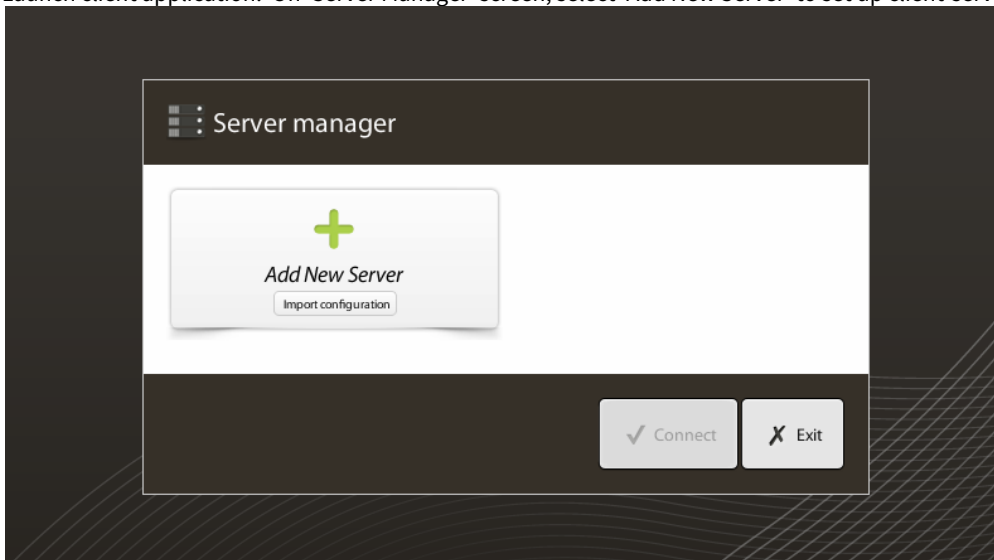 Launch client application. On 'Server Manager' screen, select 'Add New Server' to set up client
Server manager
Add New Server
Import configuration
Connect
Exit